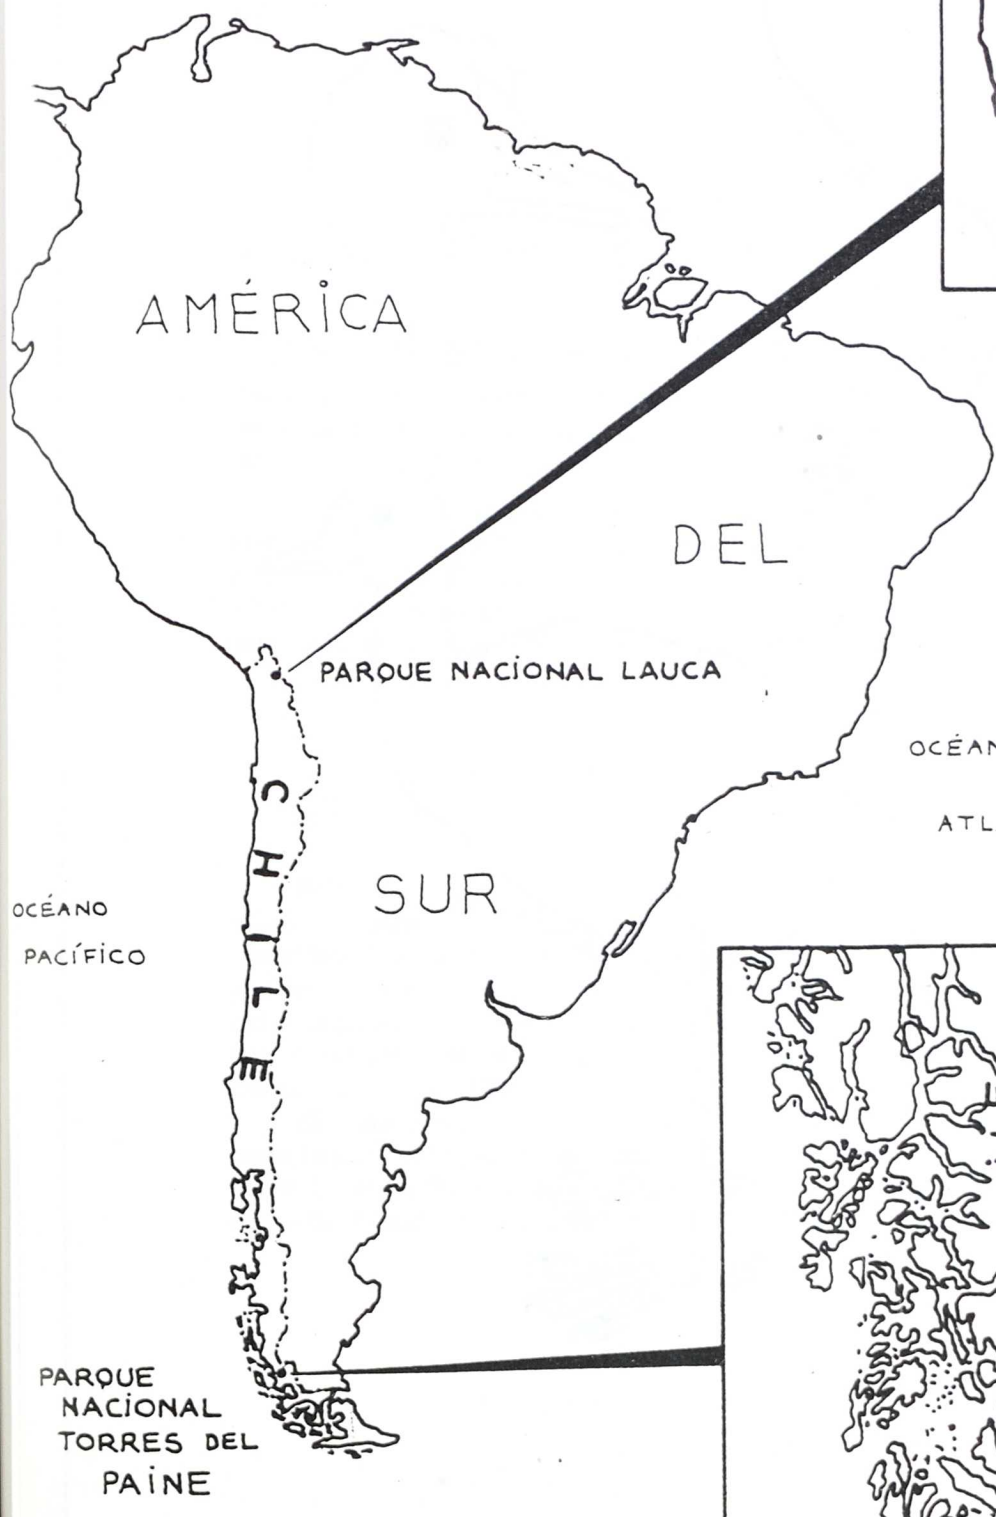 AMÉRICA
DEL
PARQUE NACIONAL LAUCA
CHILE
SUR
OCÉANO
PACÍFICO
OCÉAN
ATL
PARQUE
NACIONAL
TORRES DEL
PAINE